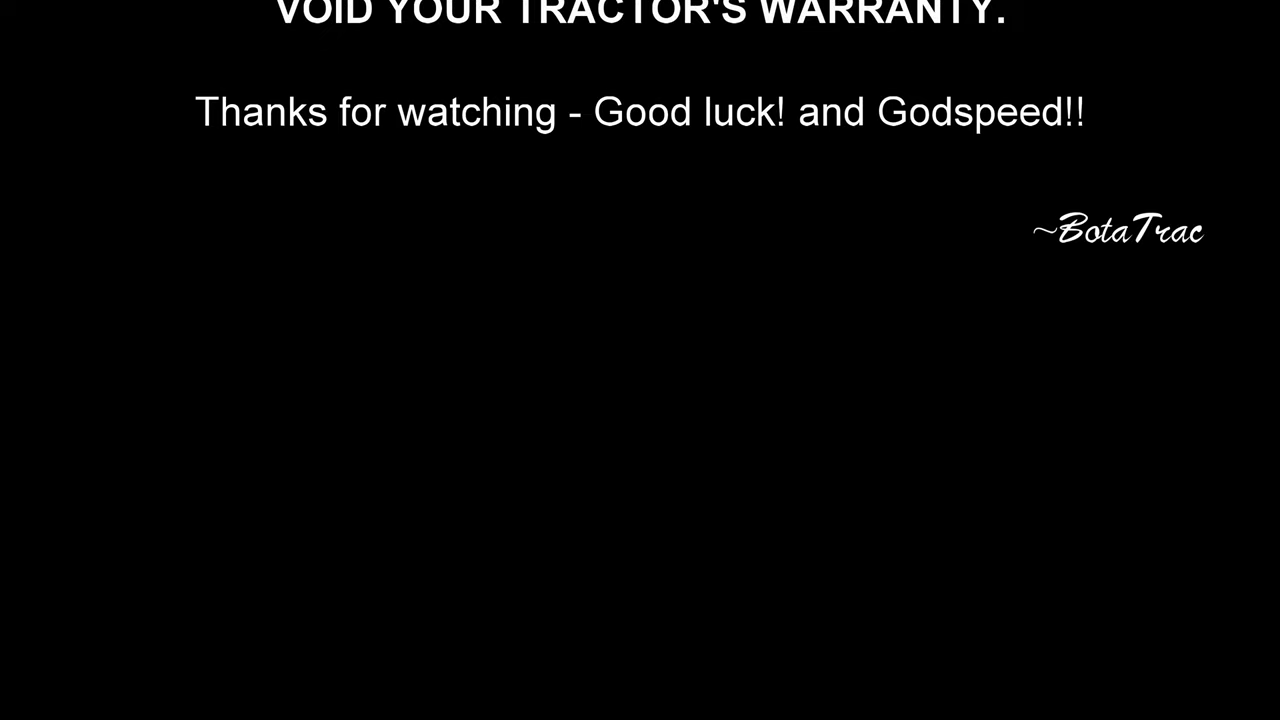 VOID YOUR TRACTOR'S WARRANTY.
Thanks for watching - Good luck! and Godspeed!!
~BotaTrac